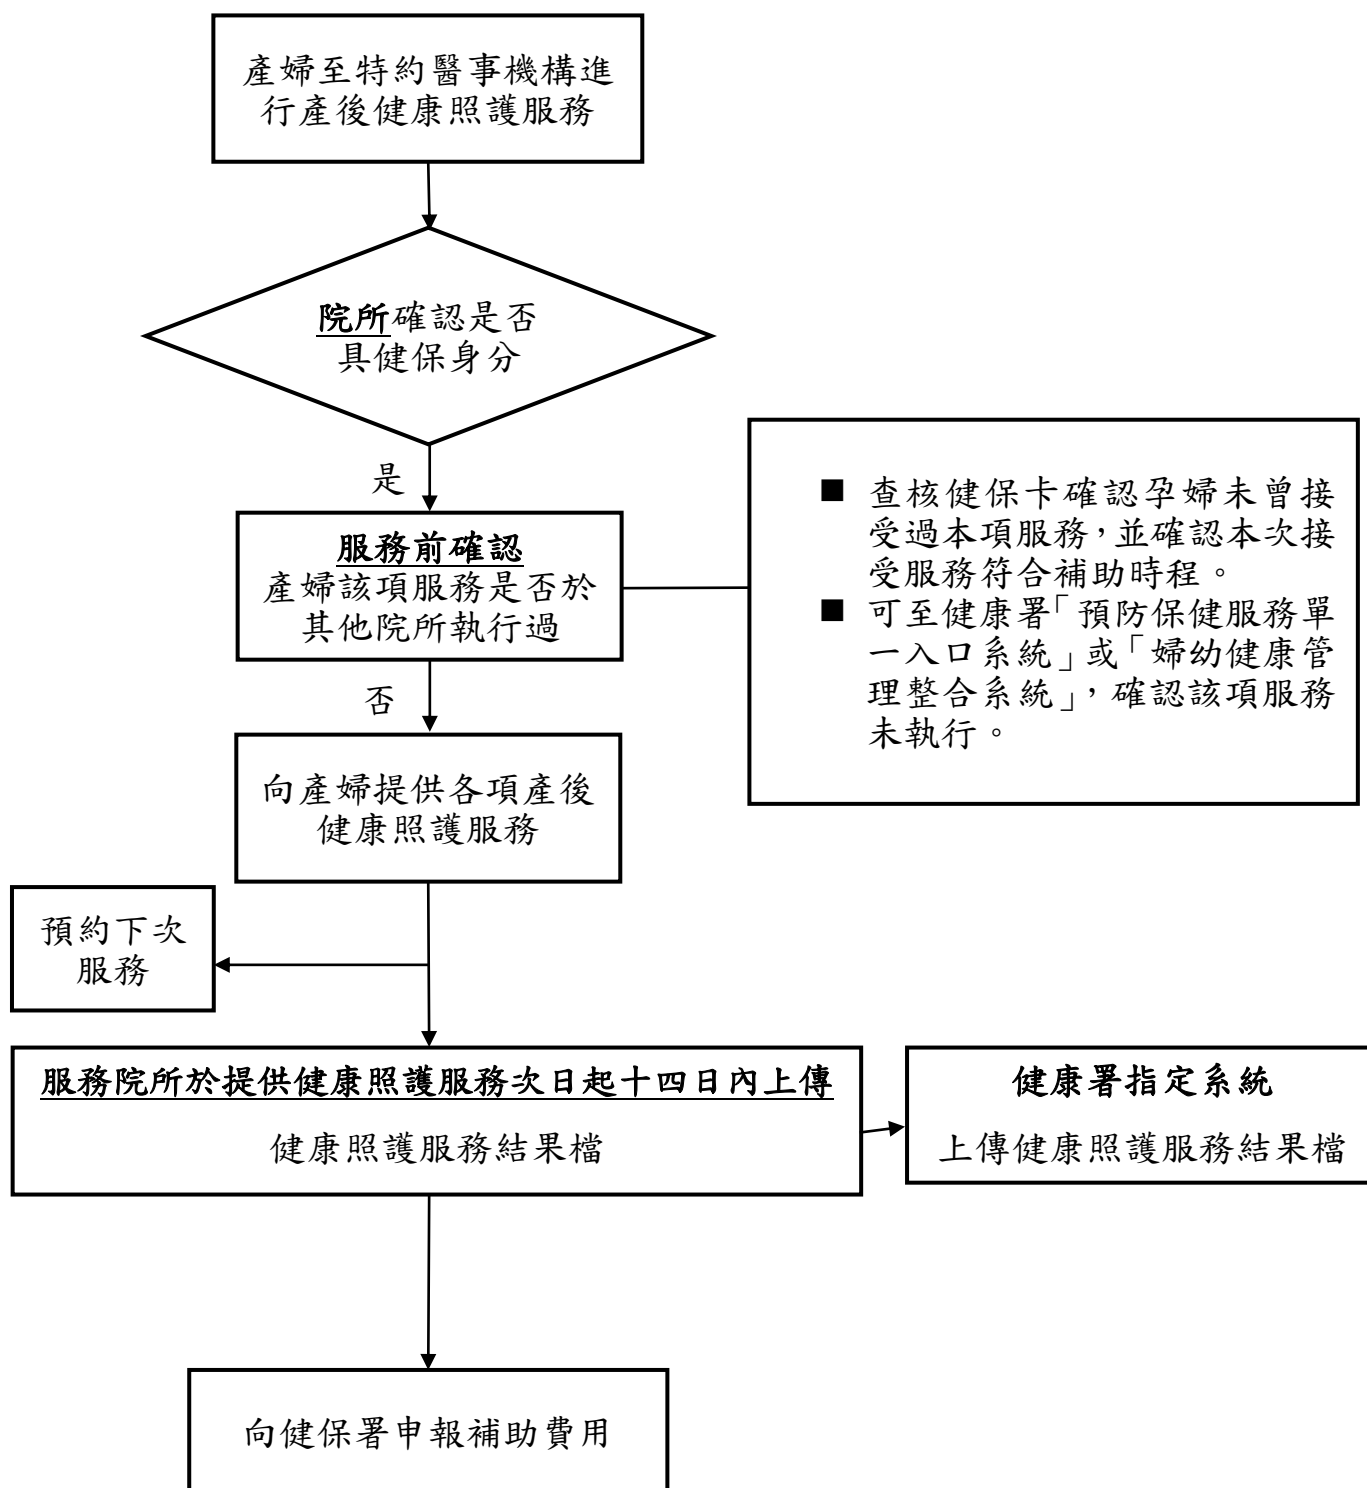 產婦至特約醫事機構進
行產後健康照護服務
院所確認是否
具健保身分
是
服務前確認
產婦該項服務是否於
其他院所執行過
■ 查核健保卡確認孕婦未曾接
受過本項服務，並確認本次接
受服務符合補助時程。
■ 可至健康署「預防保健服務單
一入口系統」或「婦幼健康管
理整合系統」，確認該項服務
未執行。
否
向產婦提供各項產後
健康照護服務
預約下次
服務
服務院所於提供健康照護服務次日起十四日內上傳
健康照護服務結果檔
健康署指定系統
上傳健康照護服務結果檔
向健保署申報補助費用